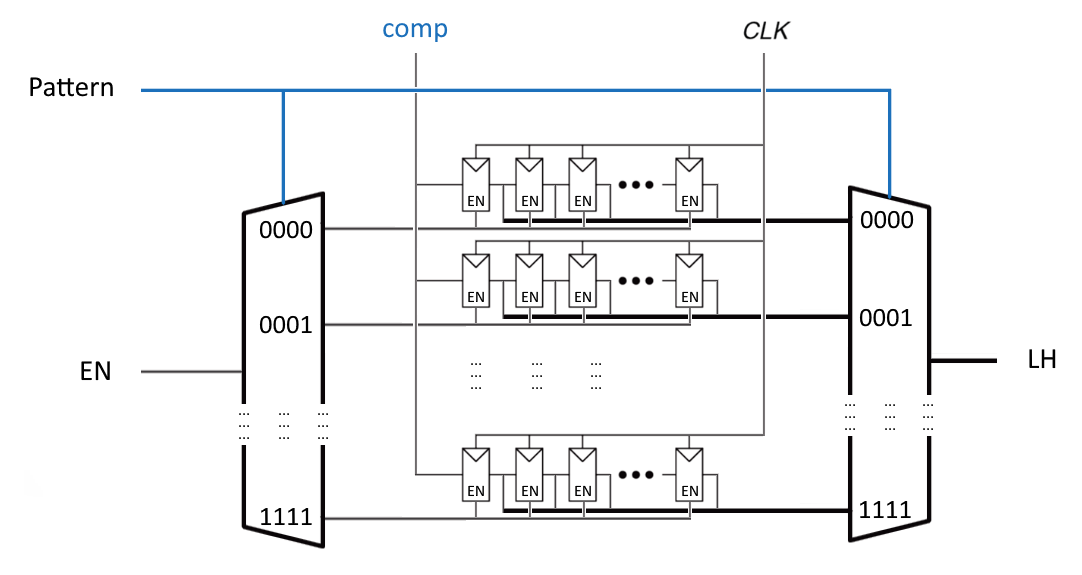 comp
CLK
Pattern
EN EN EN EN
0000
0000
EN EN EN EN
0001
0001
EN
LH
EN EN EN EN
1111
1111